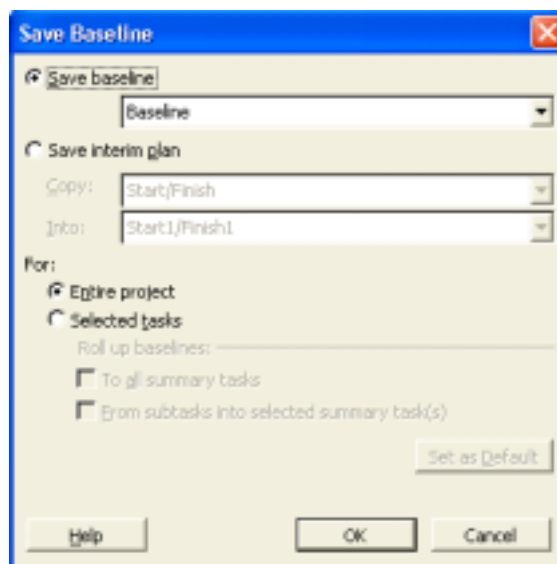 Save Baseline
Save baseline
Baseline
Save interim plan
Copy: Start/Finish
Into: Start1/Finish1
For:
Entire project
Selected tasks
Roll up baselines:
To all summary tasks
From subtasks into selected summary task(s)
Set as Default
Help OK Cancel